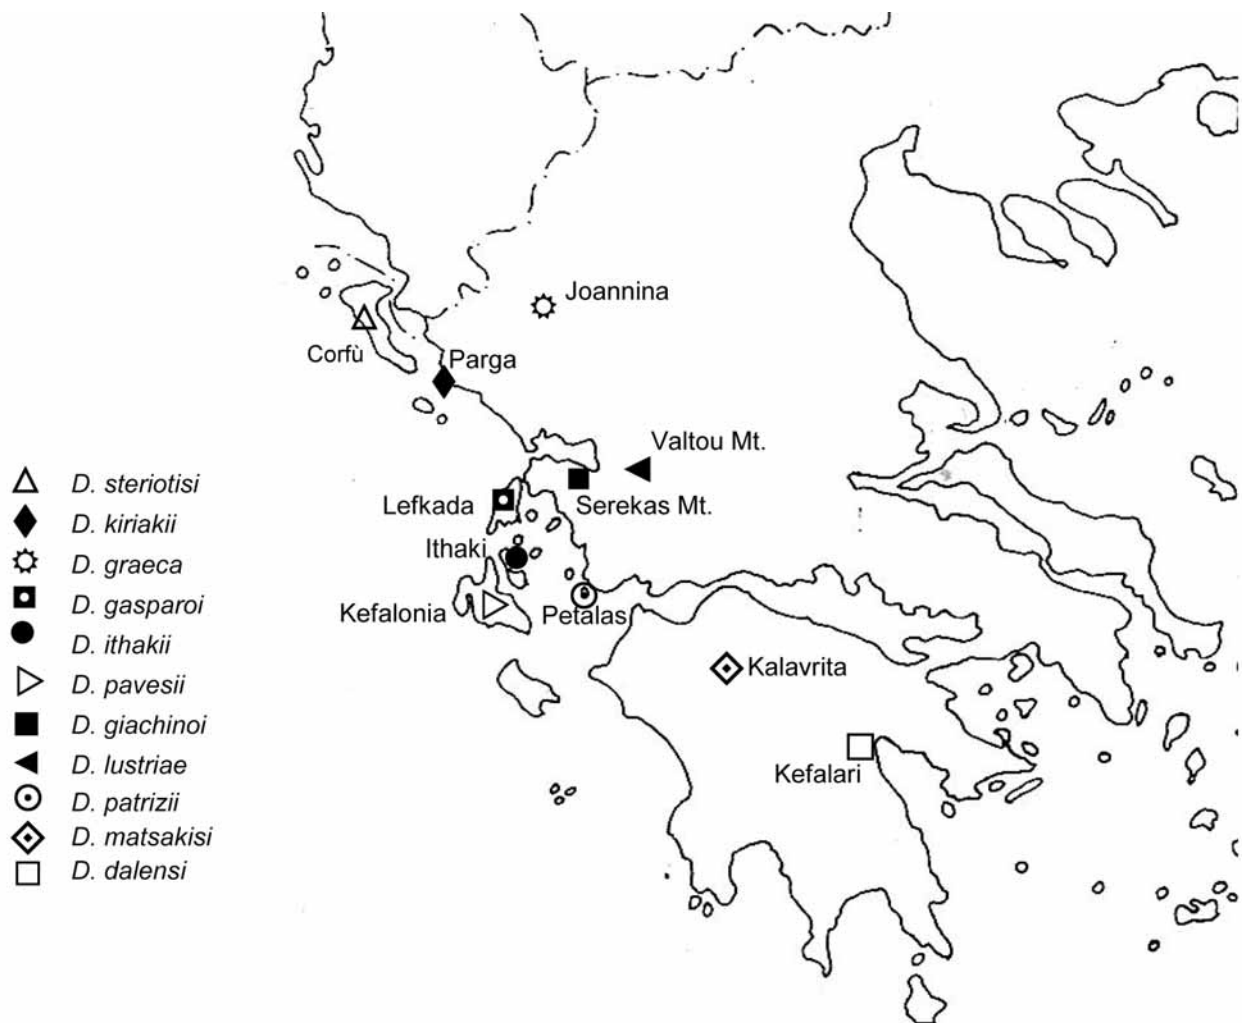 Joannina
Corfù
Parga
Valtou Mt.
Lefkada
Serekas Mt.
Ithaki
Kefalonia
Petalas
Kalavrita
Kefalari
D. steriotisi
D. kiriakii
D. graeca
D. gasparoi
D. ithakii
D. pavesii
D. giachinoi
D. lustriae
D. patrizii
D. matsakisi
D. dalensi